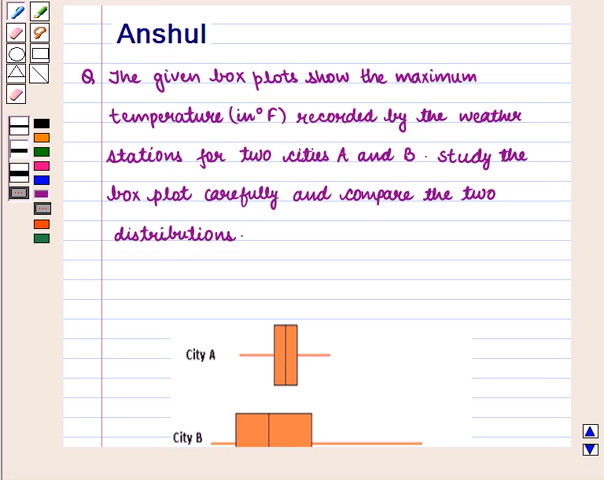 Anshul
Q The given box plots show the maximum
temperature (in °F) recorded by the weather
stations for two cities A and B. Study the
box plot carefully and compare the two
distributions.
City A
City B